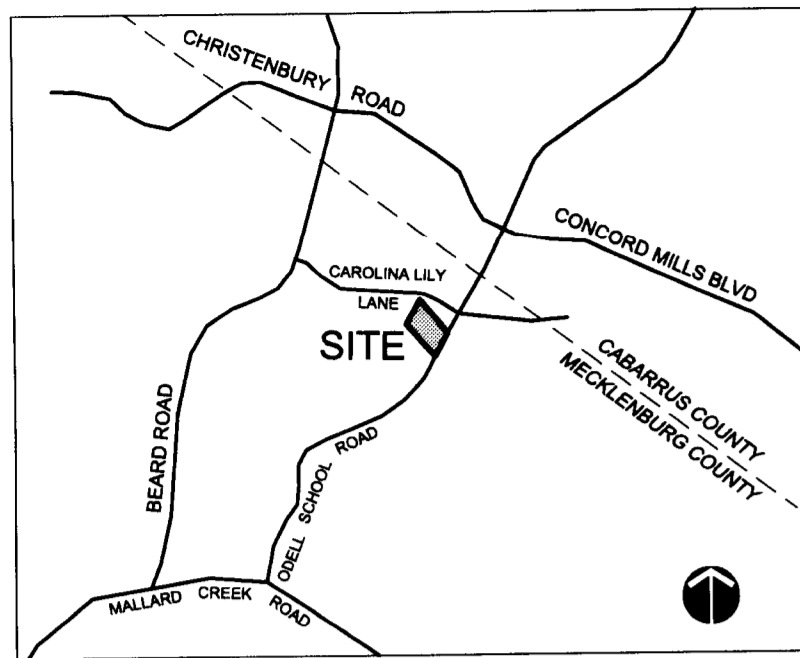 CHRISTENBURY ROAD
CONCORD MILLS BLVD
CAROLINA LILY
LANE
SITE
CABARRUS COUNTY
MECKLENBURG COUNTY
BEARD ROAD
ODELL SCHOOL ROAD
MALLARD CREEK ROAD